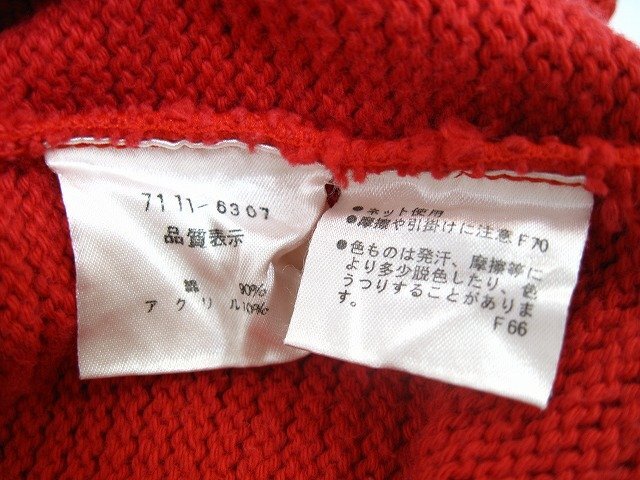 7111-6307
品質表示
綿 90%
アクリル 10%
●ネット使用
●摩擦や引掛けに注意 F70
●色ものは発汗、摩擦等に
より多少脱色したり、色
うつりすることがありま
す。
F66